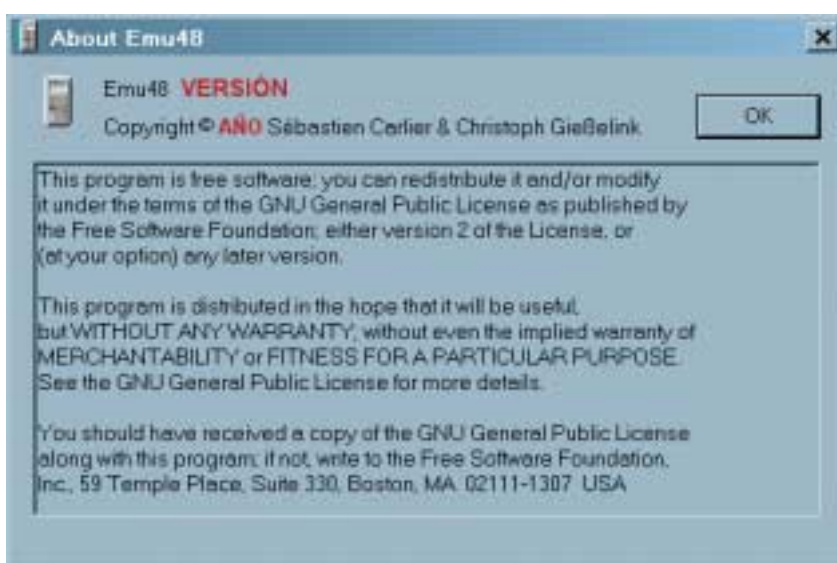 About Emu48
Emu48 VERSIÓN
Copyright © AÑO Sébastien Carlier & Christoph Gießelink
OK
This program is free software; you can redistribute it and/or modify
it under the terms of the GNU General Public License as published by
the Free Software Foundation; either version 2 of the License, or
(at your option) any later version.
This program is distributed in the hope that it will be useful,
but WITHOUT ANY WARRANTY; without even the implied warranty of
MERCHANTABILITY or FITNESS FOR A PARTICULAR PURPOSE.
See the GNU General Public License for more details.
You should have received a copy of the GNU General Public License
along with this program; if not, write to the Free Software Foundation,
Inc., 59 Temple Place, Suite 330, Boston, MA 02111-1307 USA